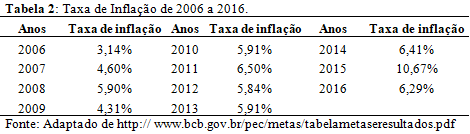 Tabela 2: Taxa de Inflação de 2006 a 2016.
Anos Taxa de inflação Anos Taxa de inflação Anos Taxa de inflação
2006 3,14% 2010 5,91% 2014 6,41%
2007 4,60% 2011 6,50% 2015 10,67%
2008 5,90% 2012 5,84% 2016 6,29%
2009 4,31% 2013 5,91%
Fonte: Adaptado de http:// www.bcb.gov.br/pec/metas/tabelametaseresultados.pdf